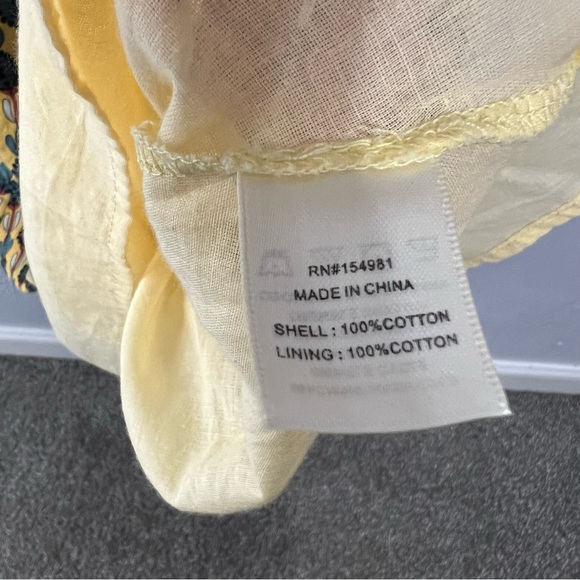 RN#154981
MADE IN CHINA
SHELL : 100%COTTON
LINING : 100%COTTON